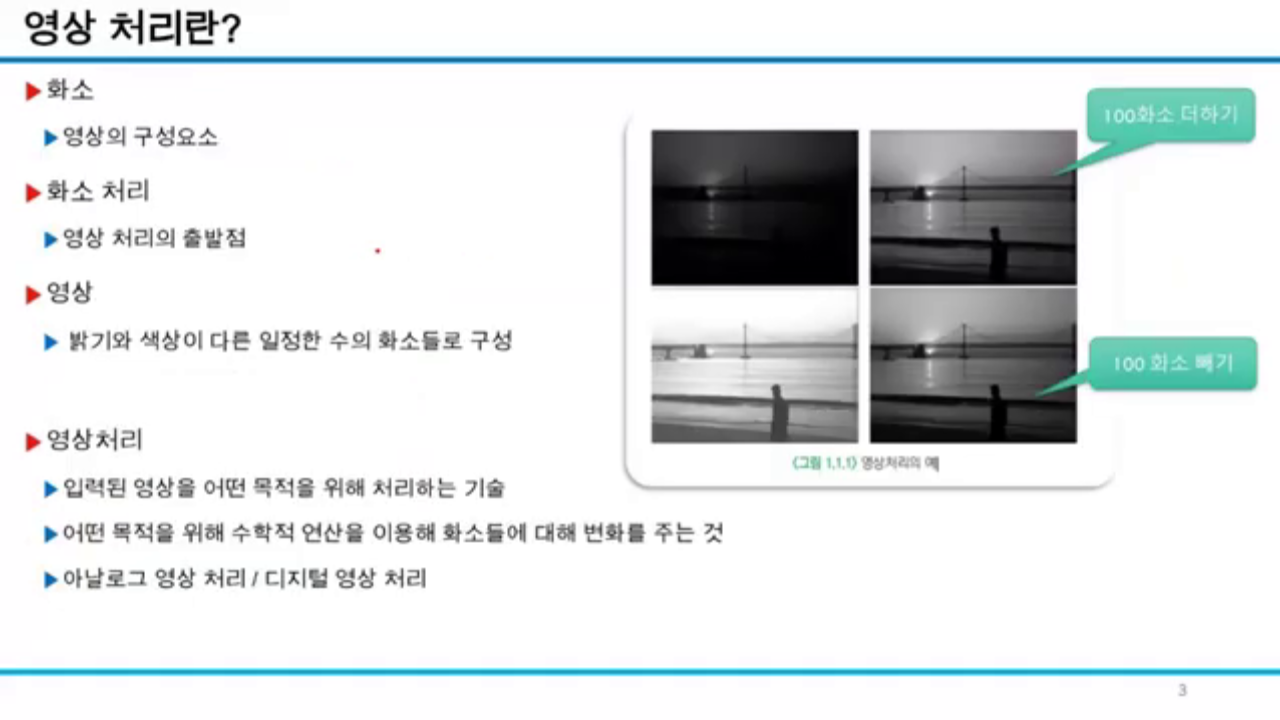 영상 처리란?
화소
영상의 구성요소
화소 처리
영상 처리의 출발점
영상
밝기와 색상이 다른 일정한 수의 화소들로 구성
영상처리
입력된 영상을 어떤 목적을 위해 처리하는 기술
어떤 목적을 위해 수학적 연산을 이용해 화소들에 대해 변화를 주는 것
아날로그 영상 처리 / 디지털 영상 처리
100화소 더하기
100 화소 빼기
<그림 1.1.1> 영상처리의 예
3